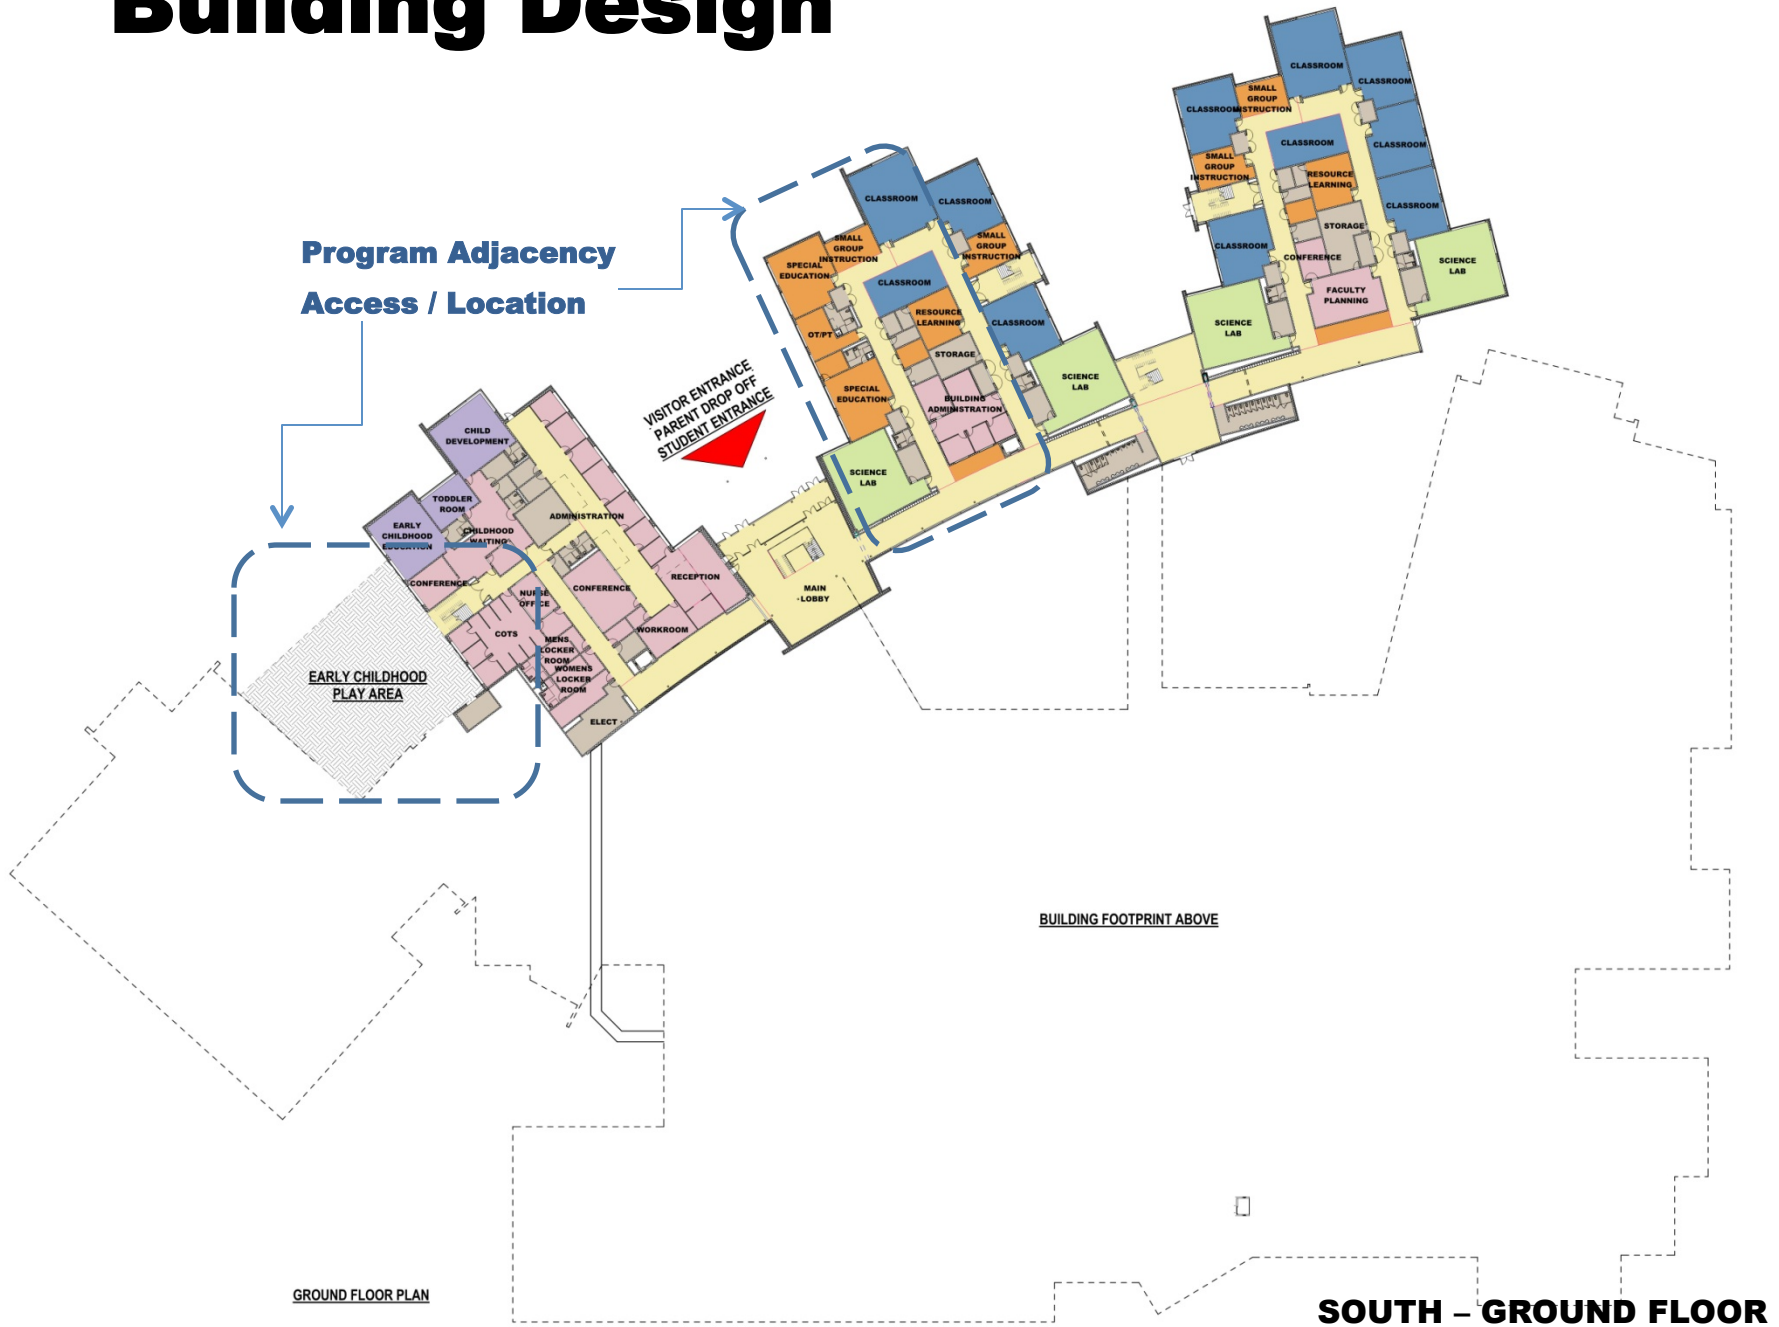 Building Design
Program Adjacency
Access / Location
VISITOR ENTRANCE
PARENT DROP OFF
STUDENT ENTRANCE
CLASSROOM
CLASSROOM
SMALL
GROUP
INSTRUCTION
CLASSROOM
CLASSROOM
CLASSROOM
SMALL
GROUP
INSTRUCTION
RESOURCE
LEARNING
CLASSROOM
STORAGE
CLASSROOM
CONFERENCE
SCIENCE
LAB
FACULTY
PLANNING
SCIENCE
LAB
CLASSROOM
CLASSROOM
SMALL
GROUP
INSTRUCTION
SMALL
GROUP
INSTRUCTION
SPECIAL
EDUCATION
CLASSROOM
RESOURCE
LEARNING
CLASSROOM
OT/PT
STORAGE
SCIENCE
LAB
SPECIAL
EDUCATION
BUILDING
ADMINISTRATION
SCIENCE
LAB
CHILD
DEVELOPMENT
TODDLER
ROOM
EARLY
CHILDHOOD
EDUCATION
CHILDHOOD
WAITING
ADMINISTRATION
CONFERENCE
CONFERENCE
RECEPTION
NURSE
OFFICE
MAIN
LOBBY
COTS
WORKROOM
MENS
LOCKER
ROOM
WOMENS
LOCKER
ROOM
ELECT
EARLY CHILDHOOD
PLAY AREA
BUILDING FOOTPRINT ABOVE
GROUND FLOOR PLAN
SOUTH – GROUND FLOOR